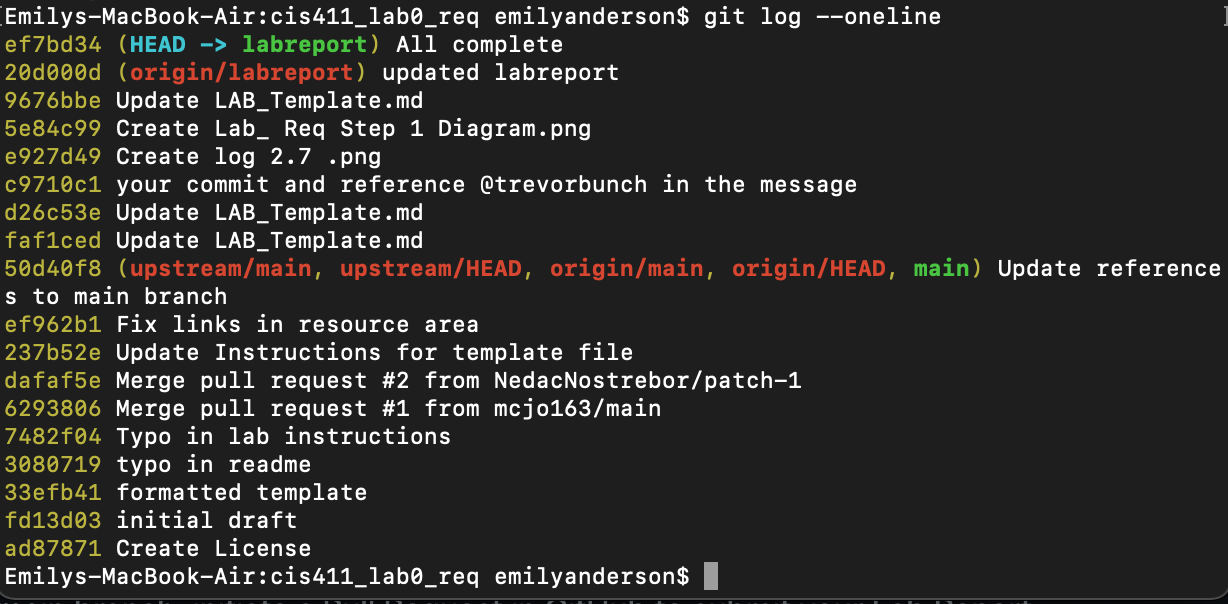 Emilys-MacBook-Air:cis411_lab0_req emilyanderson$ git log --oneline
ef7bd34 (HEAD -> labreport) All complete
20d000d (origin/labreport) updated labreport
9676bbe Update LAB_Template.md
5e84c99 Create Lab_ Req Step 1 Diagram.png
e927d49 Create log 2.7 .png
c9710c1 your commit and reference @trevorbunch in the message
d26c53e Update LAB_Template.md
faf1ced Update LAB_Template.md
50d40f8 (upstream/main, upstream/HEAD, origin/main, origin/HEAD, main) Update reference
s to main branch
ef962b1 Fix links in resource area
237b52e Update Instructions for template file
dafaf5e Merge pull request #2 from NedacNostrebor/patch-1
6293806 Merge pull request #1 from mcjo163/main
7482f04 Typo in lab instructions
3080719 typo in readme
33efb41 formatted template
fd13d03 initial draft
ad87871 Create License
Emilys-MacBook-Air:cis411_lab0_req emilyanderson$